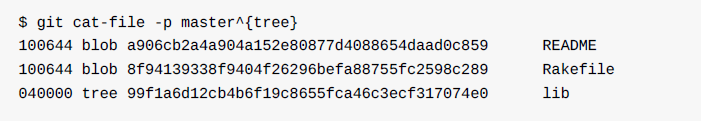 $ git cat-file -p master^{tree}
100644 blob a906cb2a4a904a152e80877d4088654daad0c859      README
100644 blob 8f94139338f9404f26296befa88755fc2598c289      Rakefile
040000 tree 99f1a6d12cb4b6f19c8655fca46c3ecf317074e0      lib